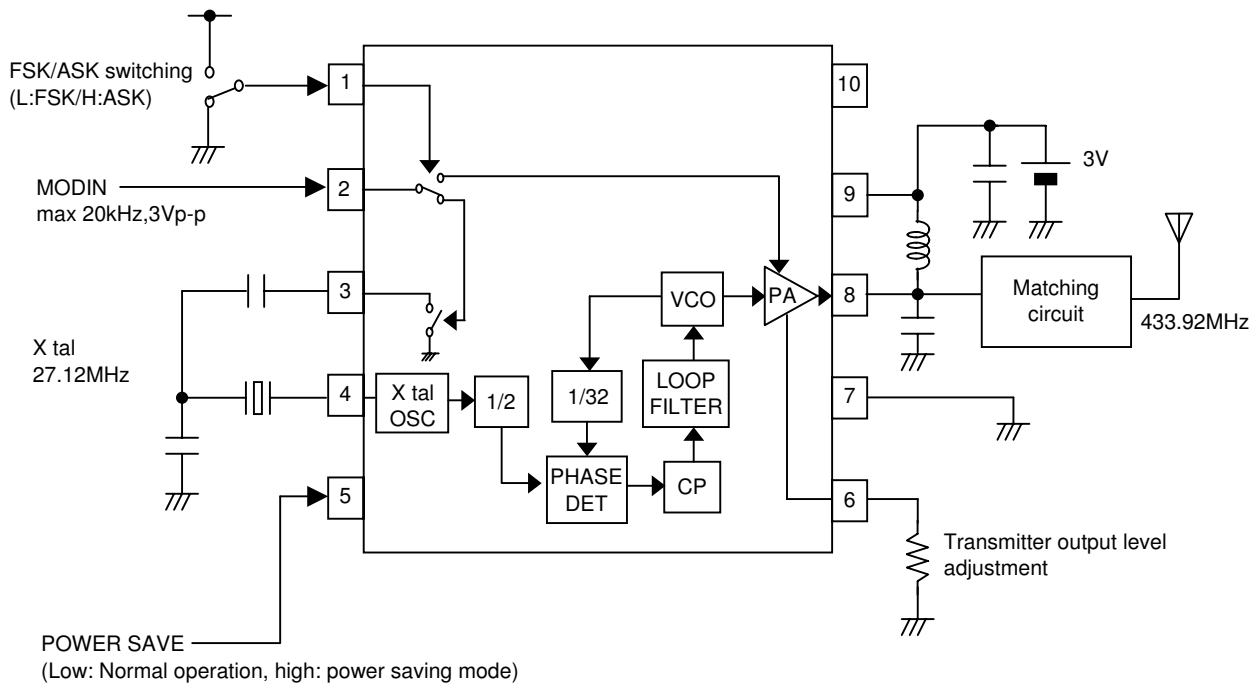 FSK/ASK switching
(L:FSK/H:ASK)
1
10
MODIN
max 20kHz,3Vp-p
2
9
3V
3
VCO
PA
8
Matching
circuit
433.92MHz
X tal
27.12MHz
4
X tal
OSC
1/2
1/32
LOOP
FILTER
7
5
PHASE
DET
CP
6
Transmitter output level
adjustment
POWER SAVE
(Low: Normal operation, high: power saving mode)